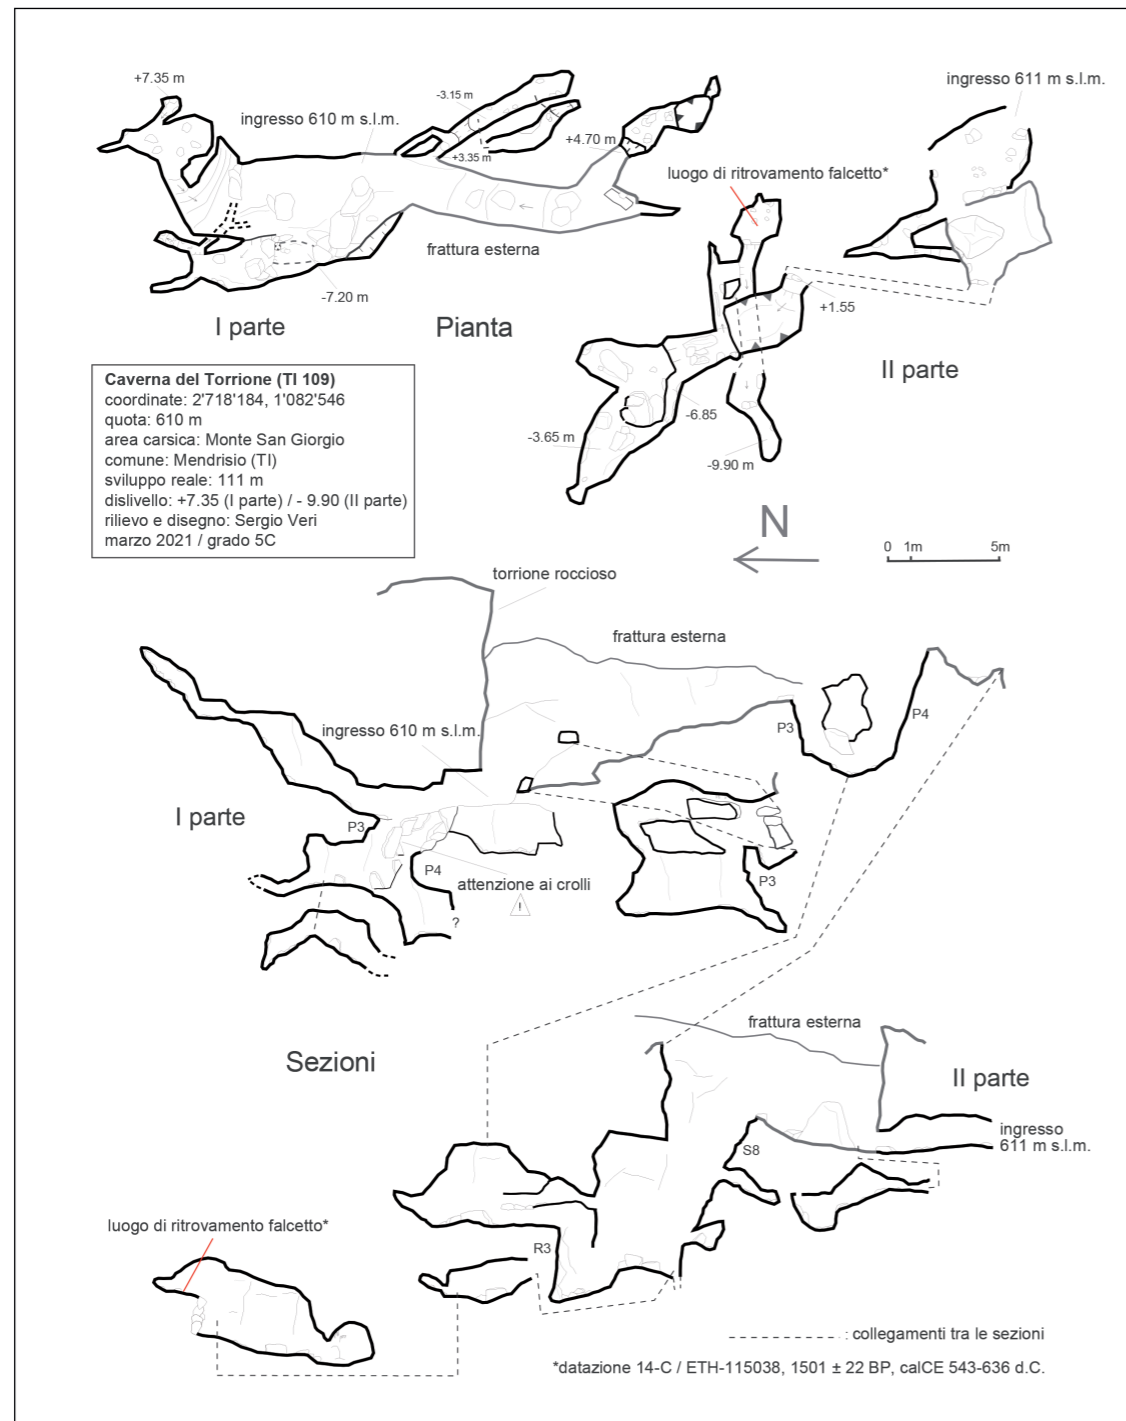 +7.35 m
ingresso 610 m s.l.m.
-3.15 m
+3.35 m
+4.70 m
ingresso 611 m s.l.m.
luogo di ritrovamento falcetto*
frattura esterna
-7.20 m
+1.55
I parte
Pianta
II parte
-6.85
-3.65 m
-9.90 m
Caverna del Torrione (TI 109)
coordinate: 2'718'184, 1'082'546
quota: 610 m
area carsica: Monte San Giorgio
comune: Mendrisio (TI)
sviluppo reale: 111 m
dislivello: +7.35 (I parte) / - 9.90 (II parte)
rilievo e disegno: Sergio Veri
marzo 2021 / grado 5C
N
0 1m 5m
torrione roccioso
frattura esterna
ingresso 610 m s.l.m.
P3
P4
I parte
P3
P4
attenzione ai crolli
!
P3
?
frattura esterna
Sezioni
II parte
ingresso
611 m s.l.m.
S8
luogo di ritrovamento falcetto*
R3
: collegamenti tra le sezioni
*datazione 14-C / ETH-115038, 1501 ± 22 BP, calCE 543-636 d.C.